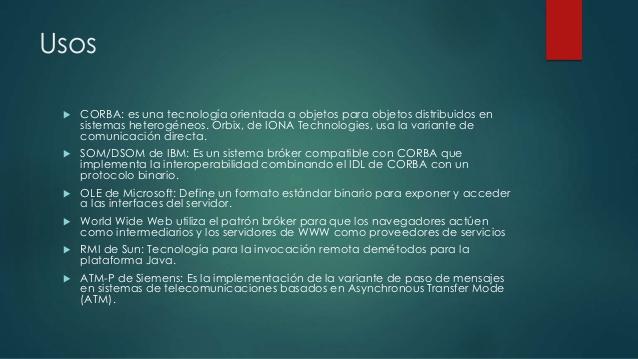 Usos
CORBA: es una tecnología orientada a objetos para objetos distribuidos en
sistemas heterogéneos. Orbix, de IONA Technologies, usa la variante de
comunicación directa.
SOM/DSOM de IBM: Es un sistema bróker compatible con CORBA que
implementa la interoperabilidad combinando el IDL de CORBA con un
protocolo binario.
OLE de Microsoft: Define un formato estándar binario para exponer y acceder
a las interfaces del servidor.
World Wide Web utiliza el patrón bróker para que los navegadores actúen
como intermediarios y los servidores de WWW como proveedores de servicios
RMI de Sun: Tecnología para la invocación remota demétodos para la
plataforma Java.
ATM-P de Siemens: Es la implementación de la variante de paso de mensajes
en sistemas de telecomunicaciones basados en Asynchronous Transfer Mode
(ATM).